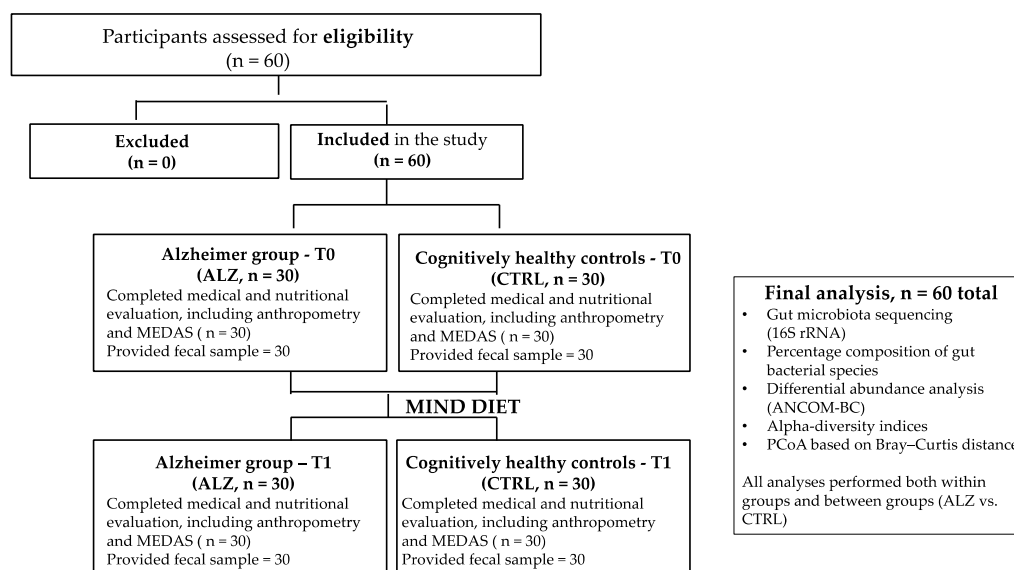 Participants assessed for eligibility
(n = 60)
Excluded
(n = 0)
Included in the study
(n = 60)
Alzheimer group - T0
(ALZ, n = 30)
Completed medical and nutritional
evaluation, including anthropometry
and MEDAS ( n = 30)
Provided fecal sample = 30
Cognitively healthy controls - T0
(CTRL, n = 30)
Completed medical and nutritional
evaluation, including anthropometry
and MEDAS ( n = 30)
Provided fecal sample = 30
MIND DIET
Alzheimer group – T1
(ALZ, n = 30)
Completed medical and nutritional
evaluation, including anthropometry
and MEDAS ( n = 30)
Provided fecal sample = 30
Cognitively healthy controls - T1
(CTRL, n = 30)
Completed medical and nutritional
evaluation, including anthropometry
and MEDAS ( n = 30)
Provided fecal sample = 30
Final analysis, n = 60 total
• Gut microbiota sequencing
(16S rRNA)
• Percentage composition of gut
bacterial species
• Differential abundance analysis
(ANCOM-BC)
• Alpha-diversity indices
• PCoA based on Bray–Curtis distance
All analyses performed both within
groups and between groups (ALZ vs.
CTRL)